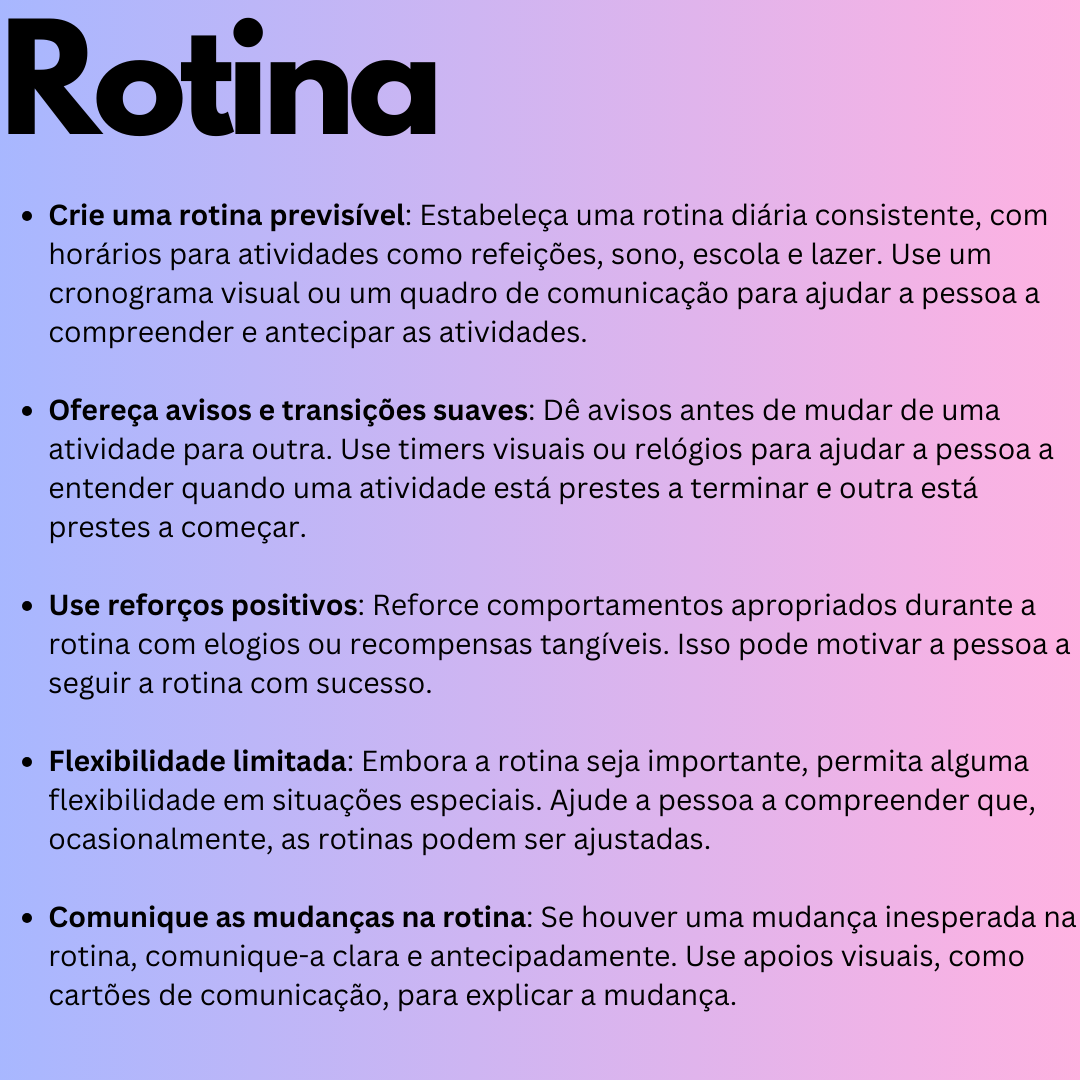 Rotina
• Crie uma rotina previsível: Estabeleça uma rotina diária consistente, com
horários para atividades como refeições, sono, escola e lazer. Use um
cronograma visual ou um quadro de comunicação para ajudar a pessoa a
compreender e antecipar as atividades.
• Ofereça avisos e transições suaves: Dê avisos antes de mudar de uma
atividade para outra. Use timers visuais ou relógios para ajudar a pessoa a
entender quando uma atividade está prestes a terminar e outra está
prestes a começar.
• Use reforços positivos: Reforce comportamentos apropriados durante a
rotina com elogios ou recompensas tangíveis. Isso pode motivar a pessoa a
seguir a rotina com sucesso.
• Flexibilidade limitada: Embora a rotina seja importante, permita alguma
flexibilidade em situações especiais. Ajude a pessoa a compreender que,
ocasionalmente, as rotinas podem ser ajustadas.
• Comunique as mudanças na rotina: Se houver uma mudança inesperada na
rotina, comunique-a clara e antecipadamente. Use apoios visuais, como
cartões de comunicação, para explicar a mudança.